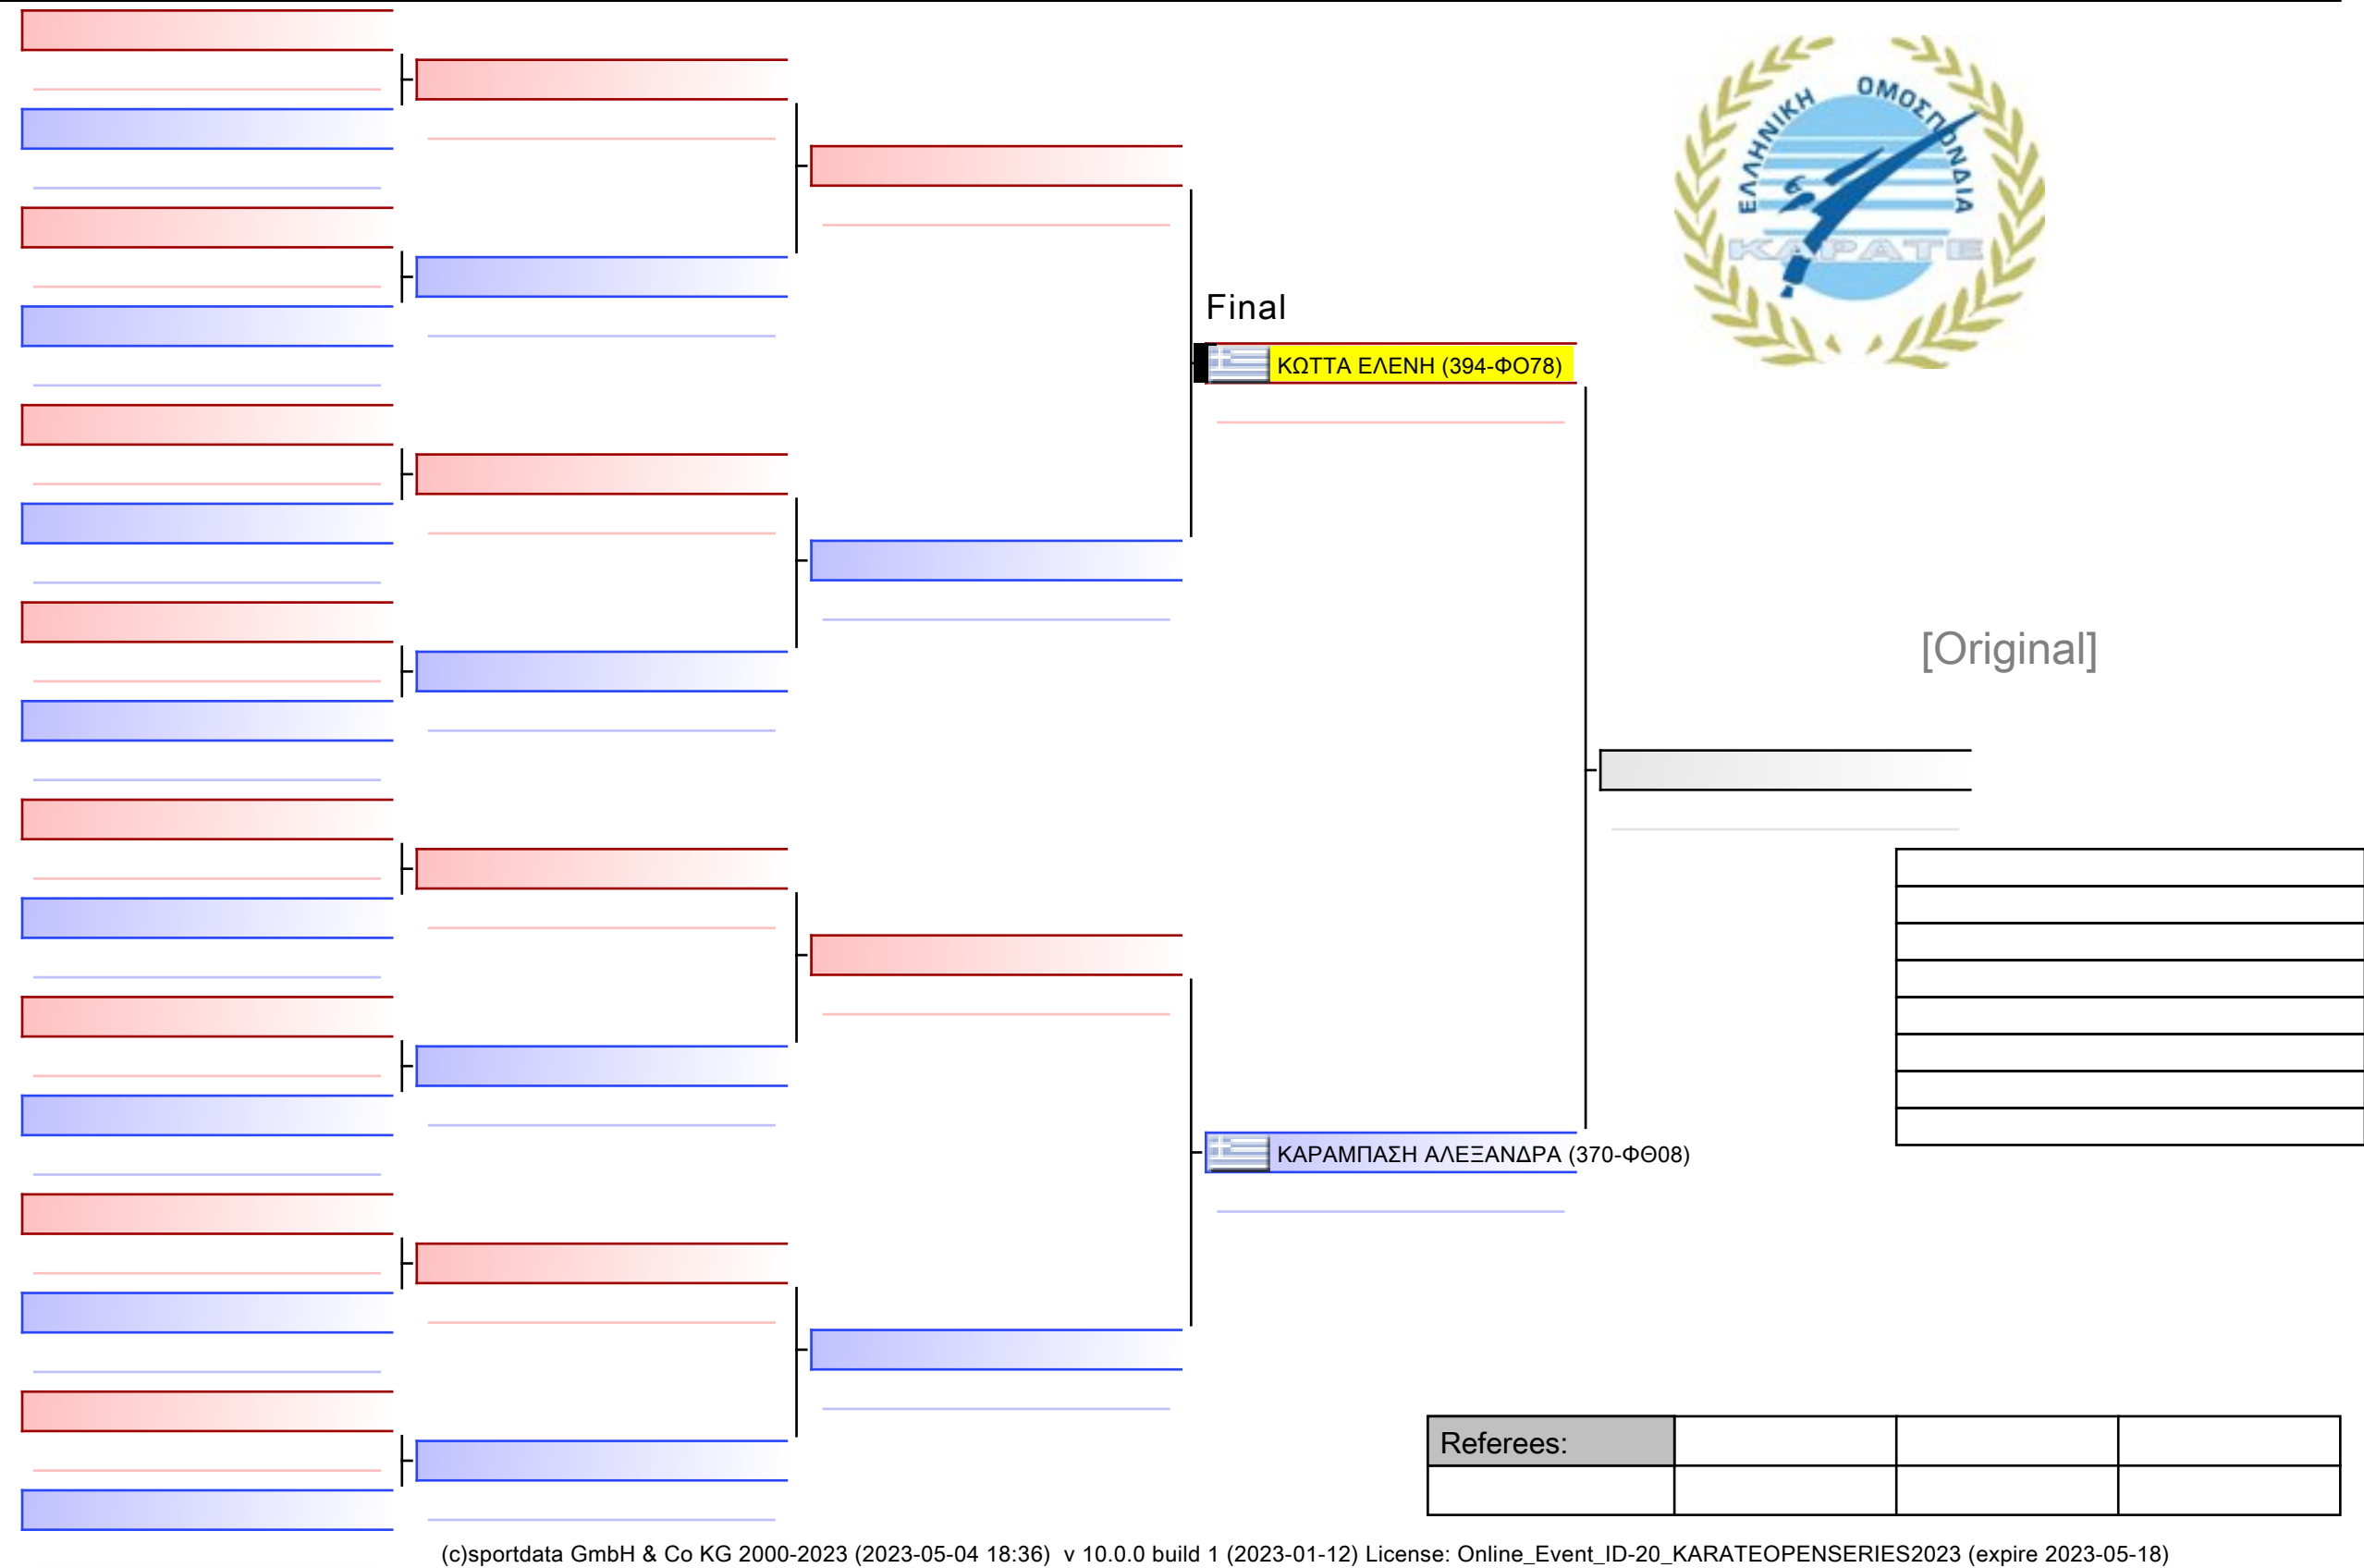 ΕΛΛΗΝΙΚΗ ΟΜΟΣΠΟΝΔΙΑ
ΚΑΡΑΤΕ
Final
ΚΩΤΤΑ ΕΛΕΝΗ (394-ΦΟ78)
[Original]
ΚΑΡΑΜΠΑΣΗ ΑΛΕΞΑΝΔΡΑ (370-ΦΘ08)
Referees:
(c)sportdata GmbH & Co KG 2000-2023 (2023-05-04 18:36) v 10.0.0 build 1 (2023-01-12) License: Online_Event_ID-20_KARATEOPENSERIES2023 (expire 2023-05-18)